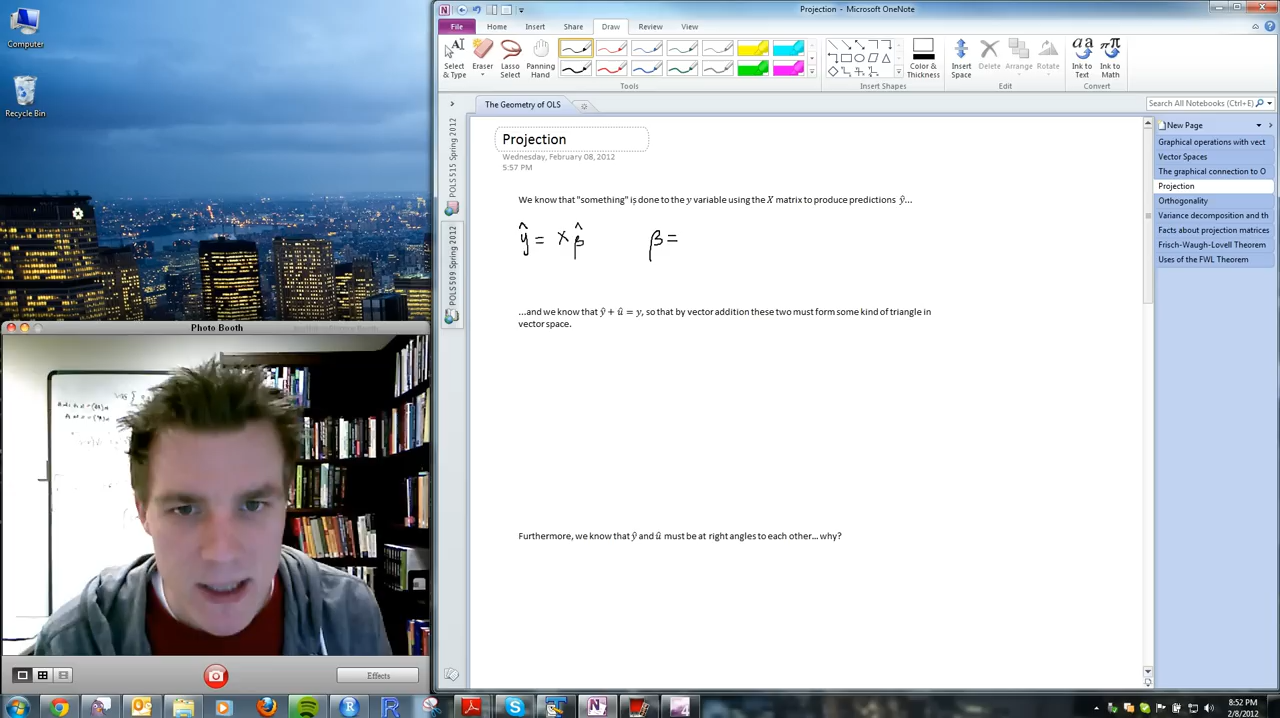 Computer
Recycle Bin
Projection - Microsoft OneNote
File Home Insert Share Draw Review View
Select & Type
Eraser
Lasso Select
Panning Hand
Color & Thickness
Insert Space
Delete
Arrange
Rotate
Ink to Text
Ink to Math
Tools
Insert Shapes
Edit
Convert
The Geometry of OLS
Search All Notebooks (Ctrl+E)
POLS 515 Spring 2012
POLS 509 Spring 2012
Projection
Wednesday, February 08, 2012
5:57 PM
We know that "something" is done to the y variable using the X matrix to produce predictions ŷ...
ŷ = X β̂ β =
...and we know that ŷ + û = y, so that by vector addition these two must form some kind of triangle in
vector space.
Furthermore, we know that ŷ and û must be at right angles to each other... why?
New Page
Graphical operations with vect
Vector Spaces
The graphical connection to O
Projection
Orthogonality
Variance decomposition and th
Facts about projection matrices
Frisch-Waugh-Lovell Theorem
Uses of the FWL Theorem
Photo Booth
Effects
8:52 PM
2/8/2012